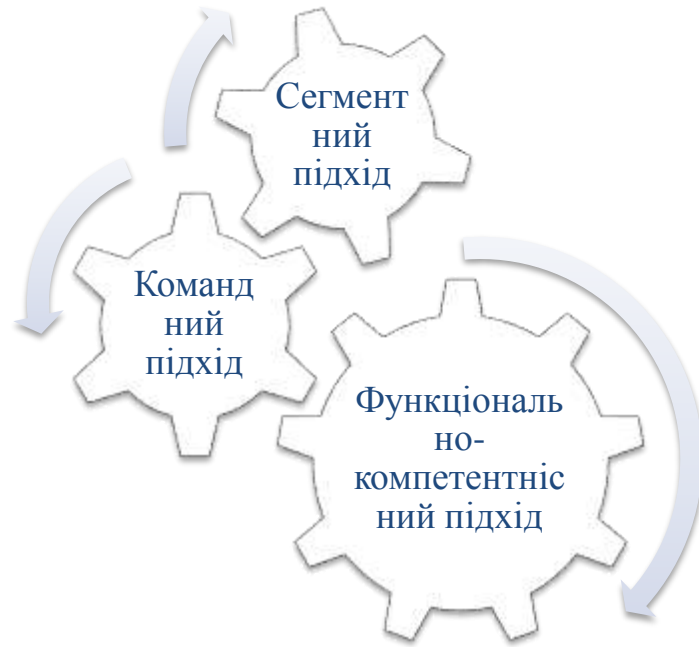 Сегмент
ний
підхід
Команд
ний
підхід
Функціональ
но-
компетентніс
ний підхід